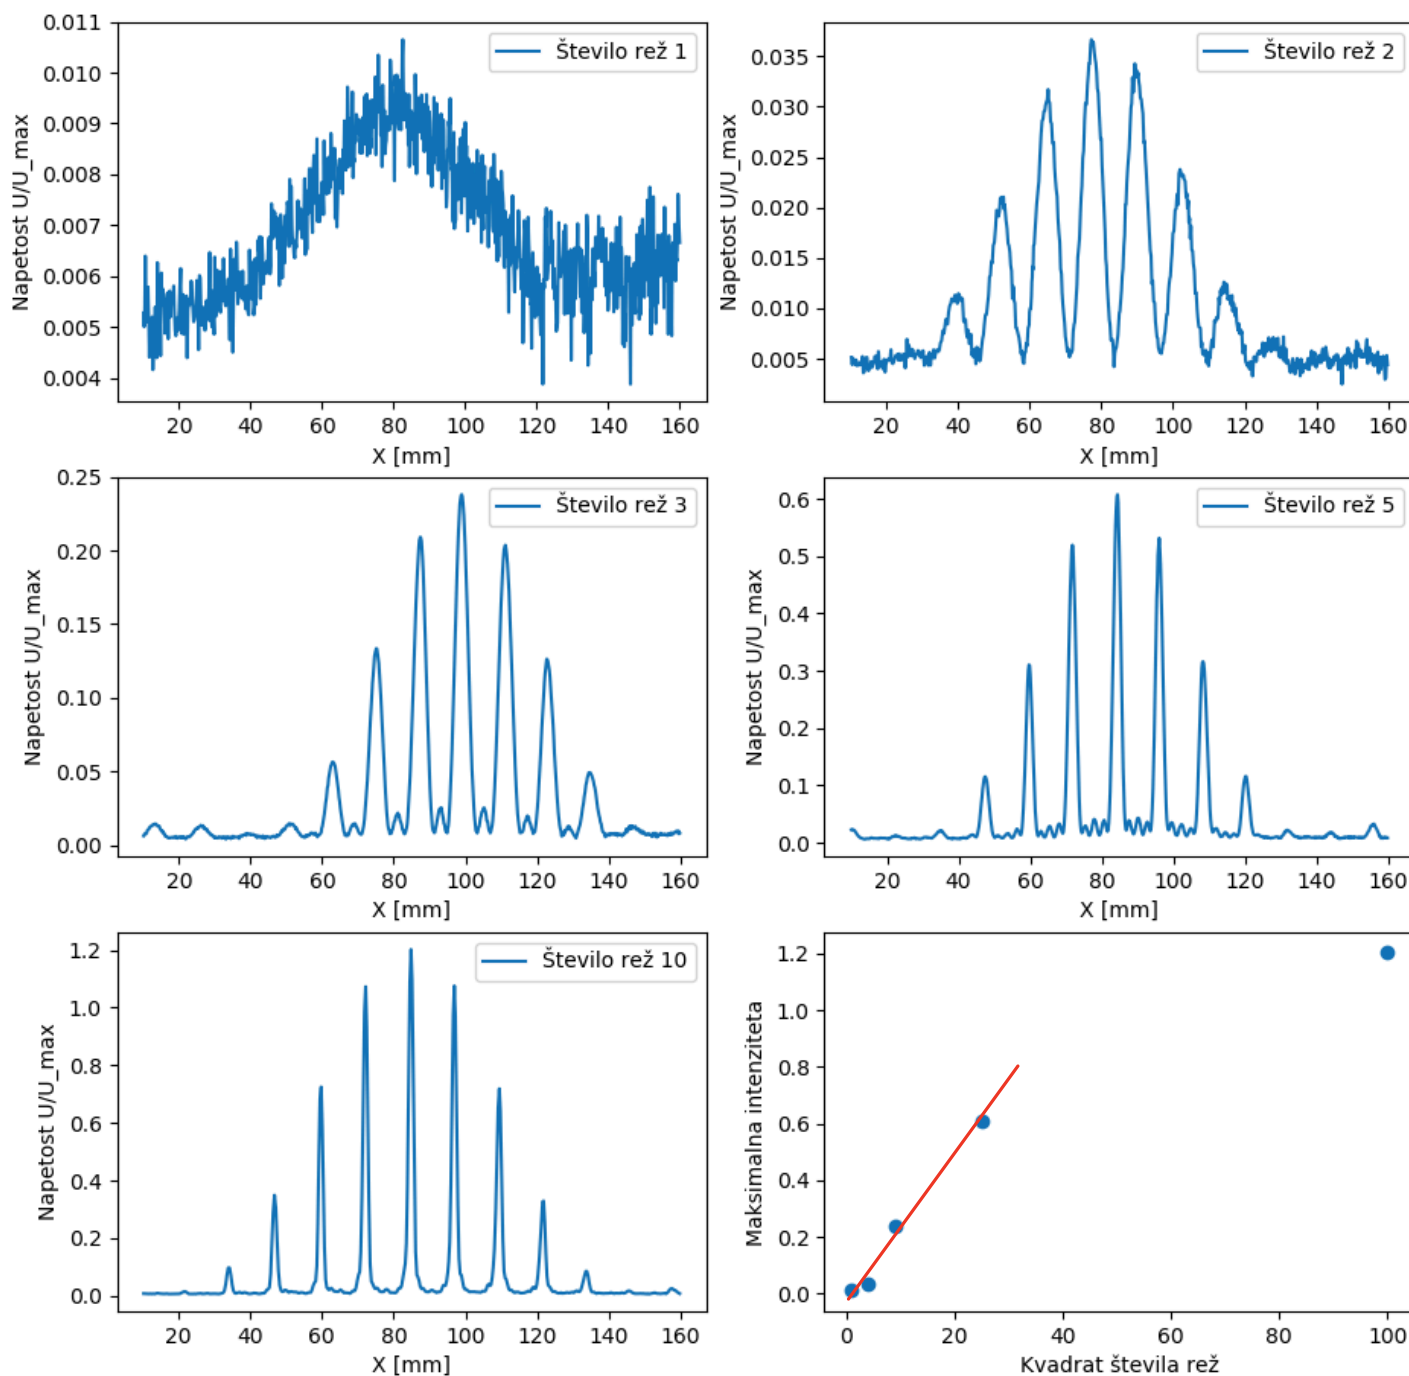 Število rež 1
Napetost U/U_max
0.011
0.010
0.009
0.008
0.007
0.006
0.005
0.004
20 40 60 80 100 120 140 160
X [mm]
Število rež 2
Napetost U/U_max
0.035
0.030
0.025
0.020
0.015
0.010
0.005
20 40 60 80 100 120 140 160
X [mm]
Število rež 3
Napetost U/U_max
0.25
0.20
0.15
0.10
0.05
0.00
20 40 60 80 100 120 140 160
X [mm]
Število rež 5
Napetost U/U_max
0.6
0.5
0.4
0.3
0.2
0.1
0.0
20 40 60 80 100 120 140 160
X [mm]
Število rež 10
Napetost U/U_max
1.2
1.0
0.8
0.6
0.4
0.2
0.0
20 40 60 80 100 120 140 160
X [mm]
Maksimalna intenziteta
1.2
1.0
0.8
0.6
0.4
0.2
0.0
0 20 40 60 80 100
Kvadrat števila rež